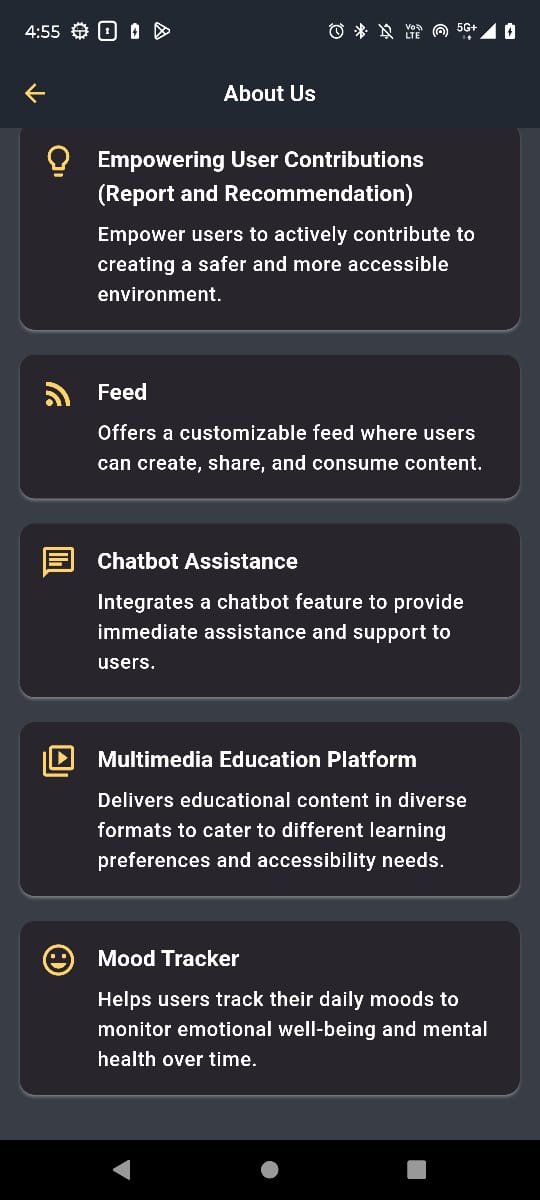 4:55
VoD LTE 5G+
About Us
Empowering User Contributions
(Report and Recommendation)
Empower users to actively contribute to
creating a safer and more accessible
environment.
Feed
Offers a customizable feed where users
can create, share, and consume content.
Chatbot Assistance
Integrates a chatbot feature to provide
immediate assistance and support to
users.
Multimedia Education Platform
Delivers educational content in diverse
formats to cater to different learning
preferences and accessibility needs.
Mood Tracker
Helps users track their daily moods to
monitor emotional well-being and mental
health over time.